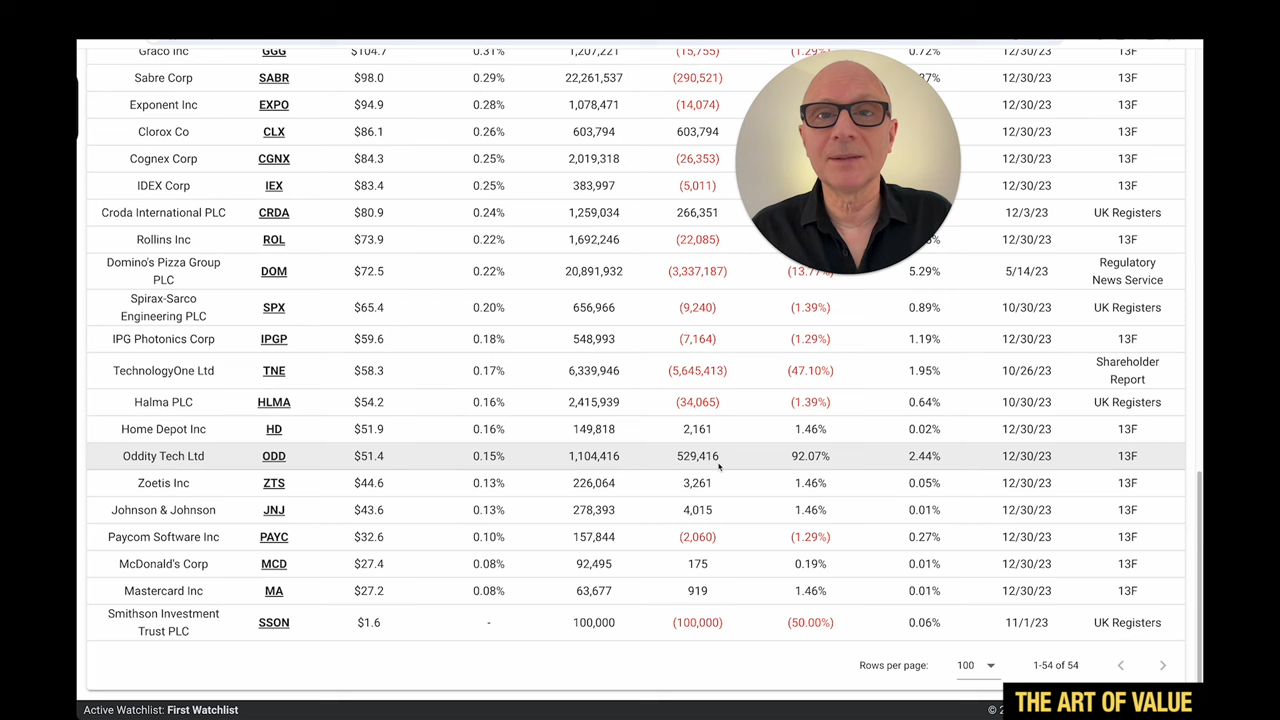 Graco Inc GGG $104.7 0.31% 1,207,221 (15,755) (1.29%) 0.72% 12/30/23 13F
Sabre Corp SABR $98.0 0.29% 22,261,537 (290,521) 12/30/23 13F
Exponent Inc EXPO $94.9 0.28% 1,078,471 (14,074) 12/30/23 13F
Clorox Co CLX $86.1 0.26% 603,794 603,794 12/30/23 13F
Cognex Corp CGNX $84.3 0.25% 2,019,318 (26,353) 12/30/23 13F
IDEX Corp IEX $83.4 0.25% 383,997 (5,011) 12/30/23 13F
Croda International PLC CRDA $80.9 0.24% 1,259,034 266,351 12/3/23 UK Registers
Rollins Inc ROL $73.9 0.22% 1,692,246 (22,085) 12/30/23 13F
Domino's Pizza Group
PLC DOM $72.5 0.22% 20,891,932 (3,337,187) 5.29% 5/14/23 Regulatory
News Service
Spirax-Sarco
Engineering PLC SPX $65.4 0.20% 656,966 (9,240) (1.39%) 0.89% 10/30/23 UK Registers
IPG Photonics Corp IPGP $59.6 0.18% 548,993 (7,164) (1.29%) 1.19% 12/30/23 13F
TechnologyOne Ltd TNE $58.3 0.17% 6,339,946 (5,645,413) (47.10%) 1.95% 10/26/23 Shareholder
Report
Halma PLC HLMA $54.2 0.16% 2,415,939 (34,065) (1.39%) 0.64% 10/30/23 UK Registers
Home Depot Inc HD $51.9 0.16% 149,818 2,161 1.46% 0.02% 12/30/23 13F
Oddity Tech Ltd ODD $51.4 0.15% 1,104,416 529,416 92.07% 2.44% 12/30/23 13F
Zoetis Inc ZTS $44.6 0.13% 226,064 3,261 1.46% 0.05% 12/30/23 13F
Johnson & Johnson JNJ $43.6 0.13% 278,393 4,015 1.46% 0.01% 12/30/23 13F
Paycom Software Inc PAYC $32.6 0.10% 157,844 (2,060) (1.29%) 0.27% 12/30/23 13F
McDonald's Corp MCD $27.4 0.08% 92,495 175 0.19% 0.01% 12/30/23 13F
Mastercard Inc MA $27.2 0.08% 63,677 919 1.46% 0.01% 12/30/23 13F
Smithson Investment
Trust PLC SSON $1.6 - 100,000 (100,000) (50.00%) 0.06% 11/1/23 UK Registers
Rows per page: 100 1-54 of 54
Active Watchlist: First Watchlist ©
THE ART OF VALUE